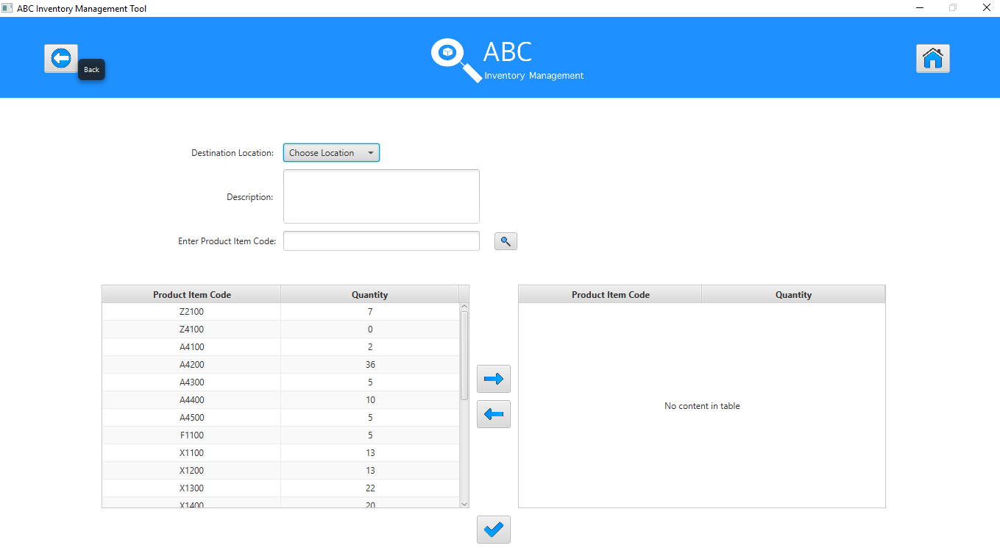 ABC Inventory Management Tool
ABC
Inventory Management
Back
Destination Location: Choose Location
Description:
Enter Product Item Code:
Product Item Code Quantity Product Item Code Quantity
Z2100 7
Z4100 0
A4100 2
A4200 36
A4300 5
A4400 10
No content in table
A4500 5
F1100 5
X1100 13
X1200 13
X1300 22
X1400 20